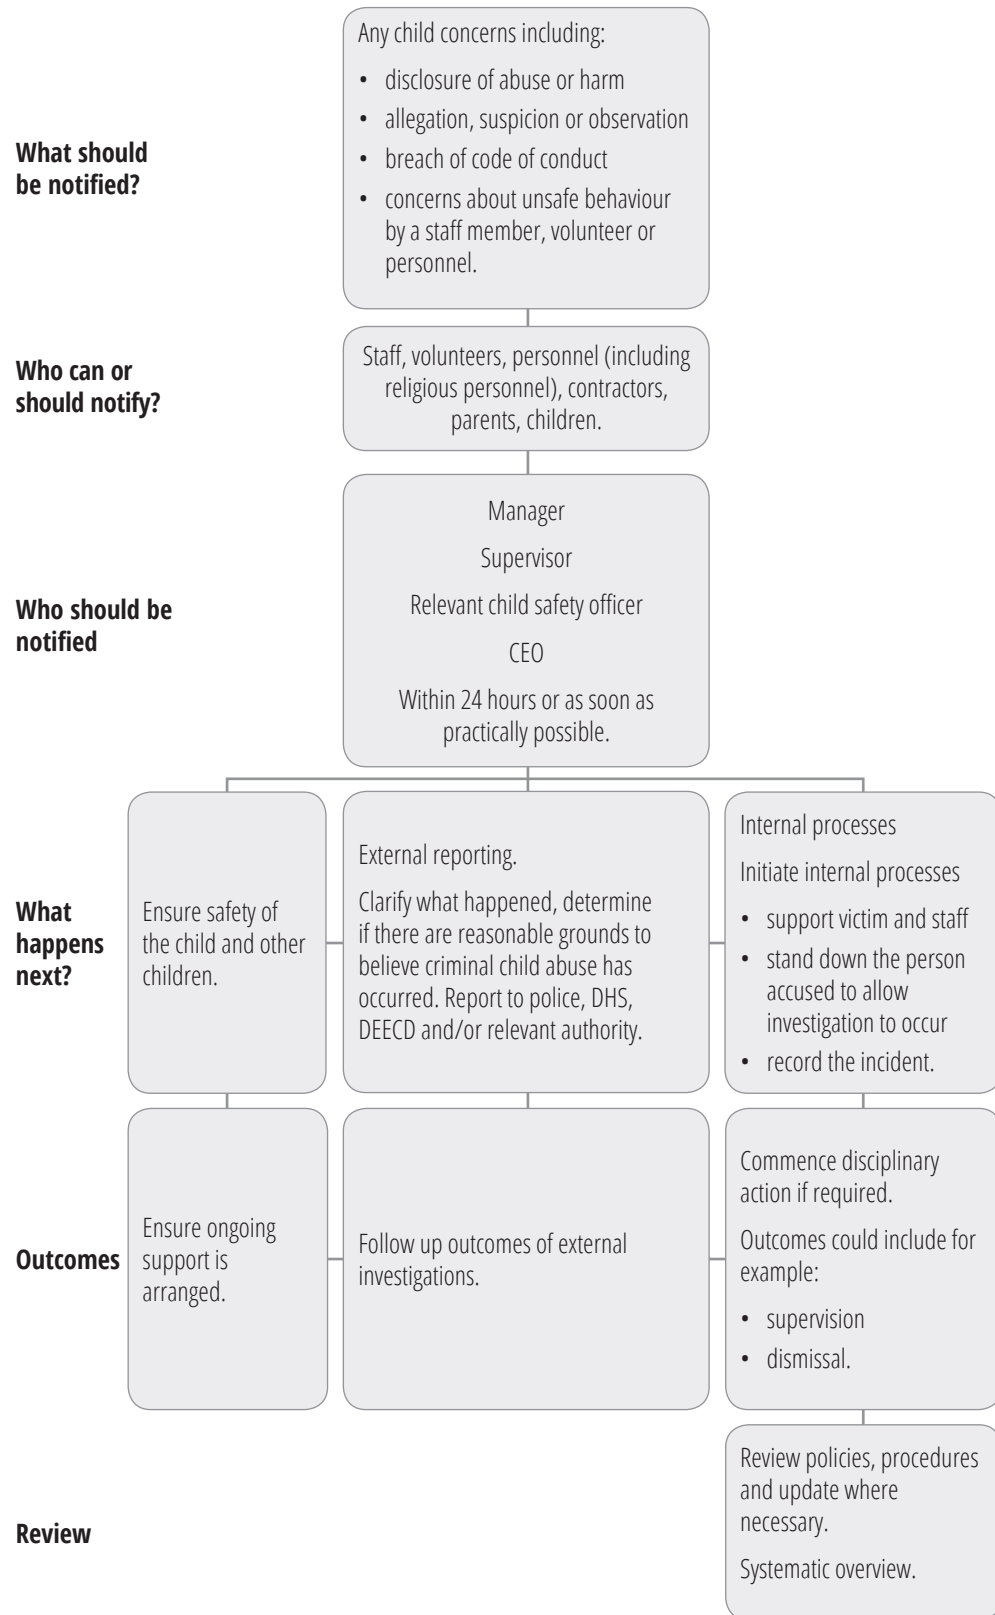 What should
be notified?
Any child concerns including:
• disclosure of abuse or harm
• allegation, suspicion or observation
• breach of code of conduct
• concerns about unsafe behaviour
by a staff member, volunteer or
personnel.
Who can or
should notify?
Staff, volunteers, personnel (including
religious personnel), contractors,
parents, children.
Who should be
notified
Manager
Supervisor
Relevant child safety officer
CEO
Within 24 hours or as soon as
practically possible.
What
happens
next?
Ensure safety of
the child and other
children.
External reporting.
Clarify what happened, determine
if there are reasonable grounds to
believe criminal child abuse has
occurred. Report to police, DHS,
DEECD and/or relevant authority.
Internal processes
Initiate internal processes
• support victim and staff
• stand down the person
accused to allow
investigation to occur
• record the incident.
Outcomes
Ensure ongoing
support is
arranged.
Follow up outcomes of external
investigations.
Commence disciplinary
action if required.
Outcomes could include for
example:
• supervision
• dismissal.
Review
Review policies, procedures
and update where
necessary.
Systematic overview.